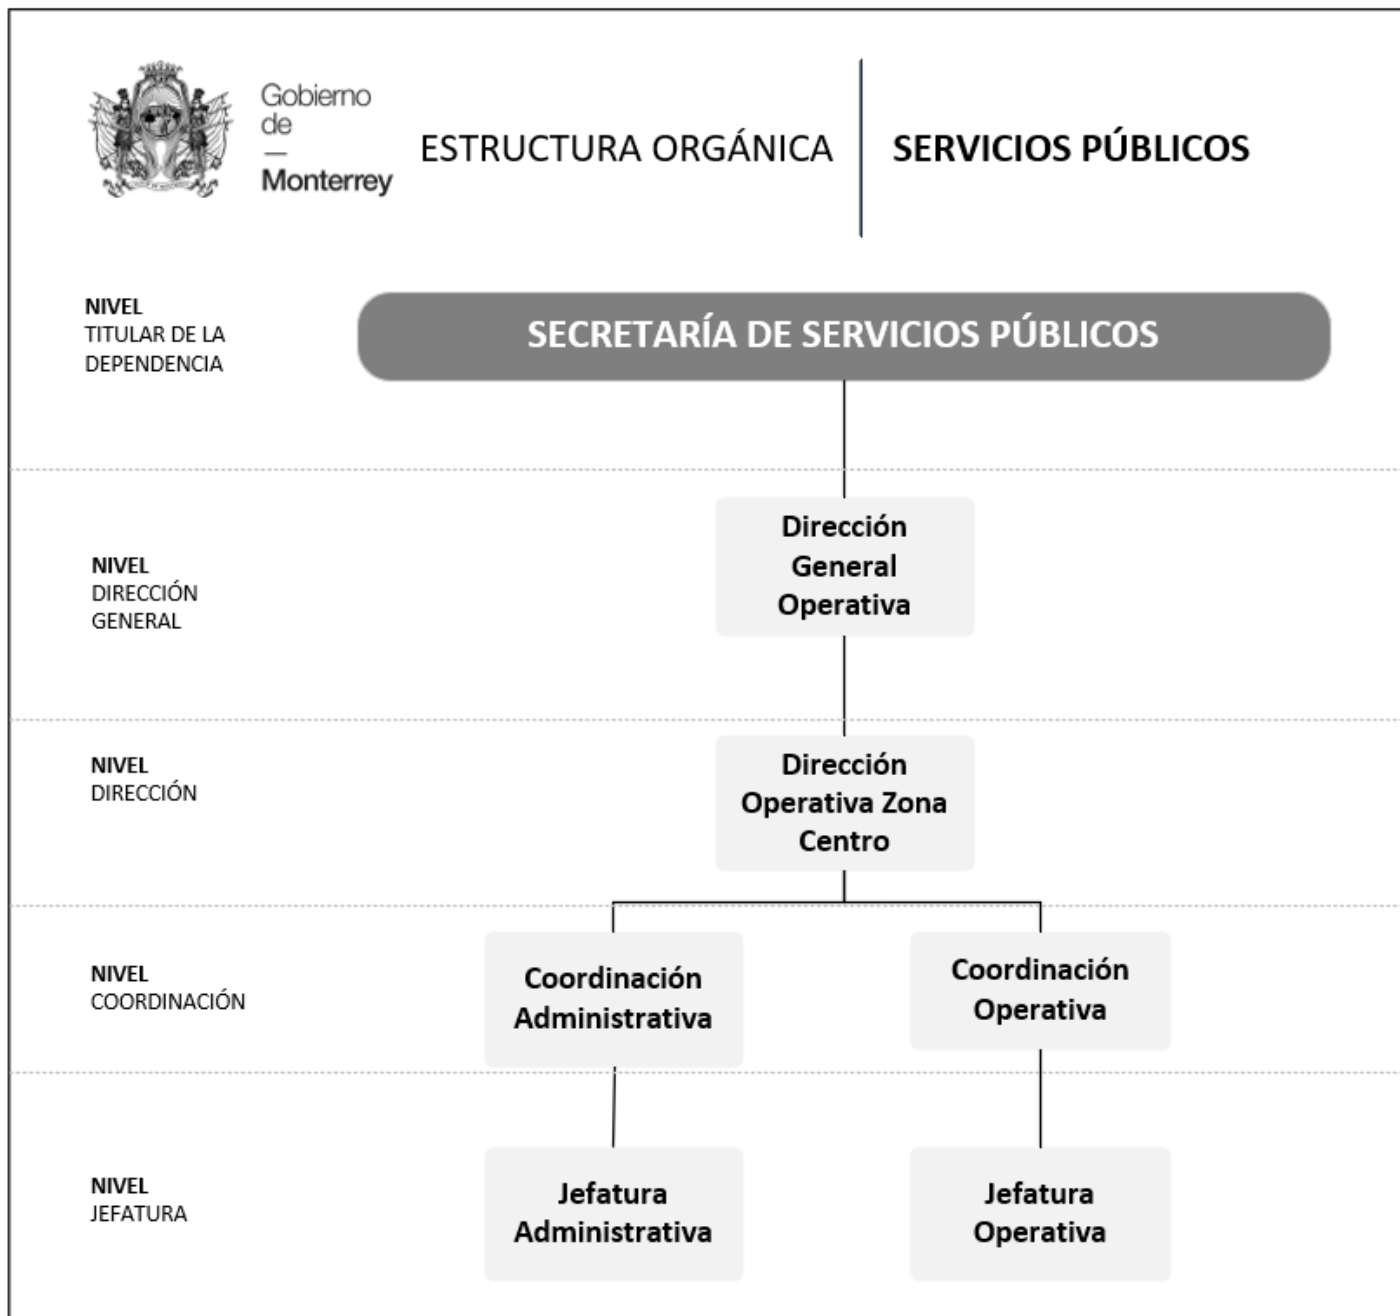 Gobierno
de
—
Monterrey
ESTRUCTURA ORGÁNICA
SERVICIOS PÚBLICOS
NIVEL
TITULAR DE LA
DEPENDENCIA
SECRETARÍA DE SERVICIOS PÚBLICOS
NIVEL
DIRECCIÓN
GENERAL
Dirección
General
Operativa
NIVEL
DIRECCIÓN
Dirección
Operativa Zona
Centro
NIVEL
COORDINACIÓN
Coordinación
Administrativa
Coordinación
Operativa
NIVEL
JEFATURA
Jefatura
Administrativa
Jefatura
Operativa